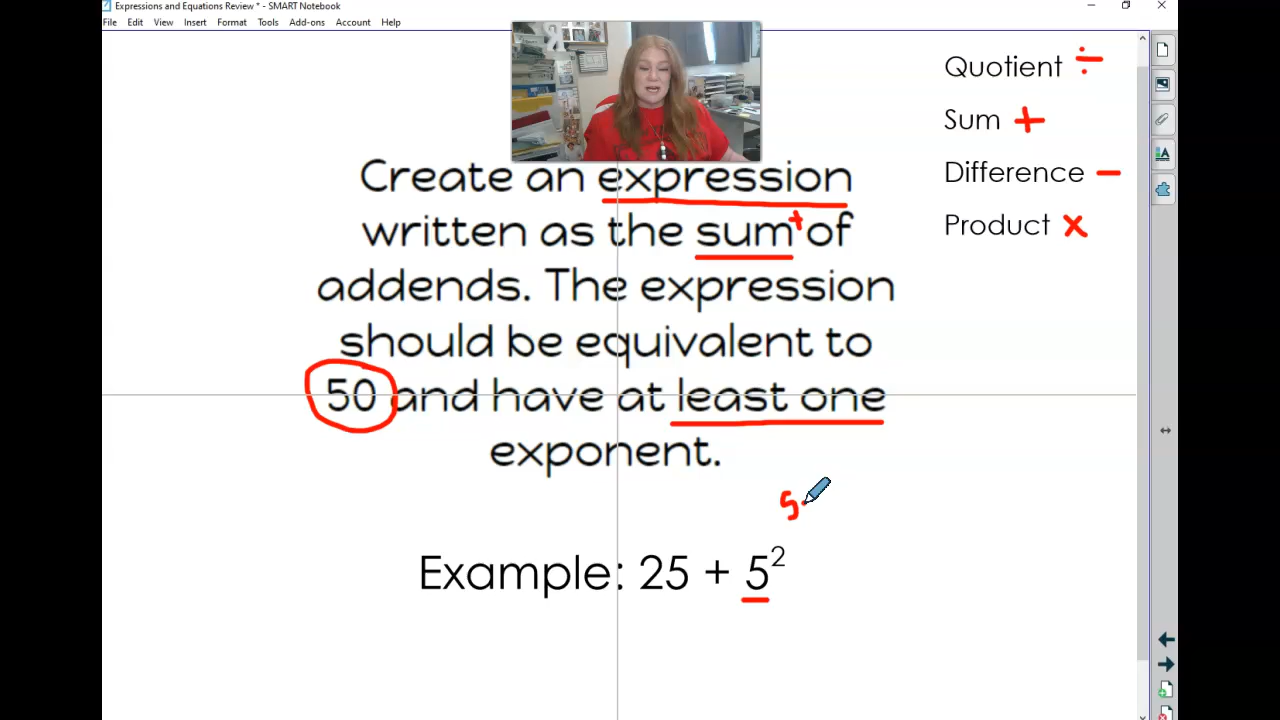 Expressions and Equations Review * - SMART Notebook
File Edit View Insert Format Tools Add-ons Account Help
Quotient ÷
Sum +
Difference −
Product ×
Create an expression
written as the sum + of
addends. The expression
should be equivalent to
50 and have at least one
exponent.
5
Example: 25 + 5²